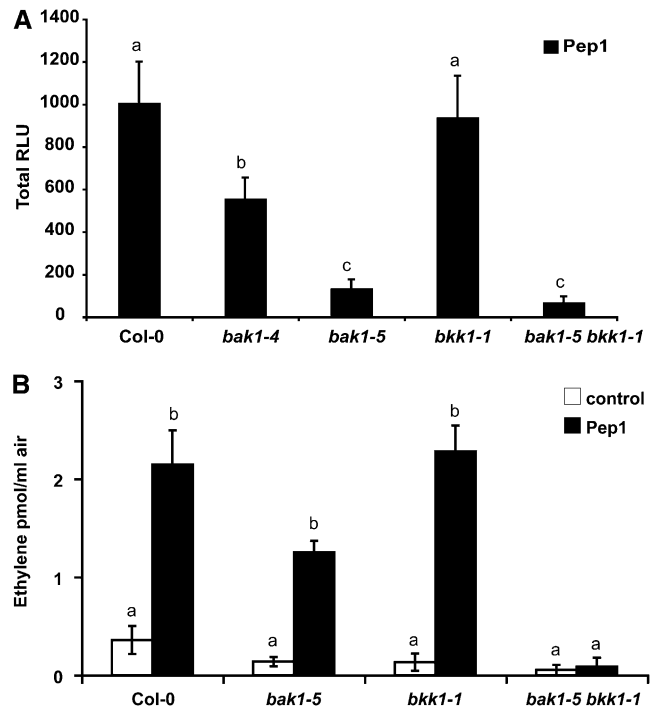 A
1400
1200
1000
800
600
400
200
0
Total RLU
Pep1
a
b
c
a
c
Col-0 bak1-4 bak1-5 bkk1-1 bak1-5 bkk1-1
B
3
2
1
0
Ethylene pmol/ml air
control
Pep1
a b
a b
a b
a a
Col-0 bak1-5 bkk1-1 bak1-5 bkk1-1